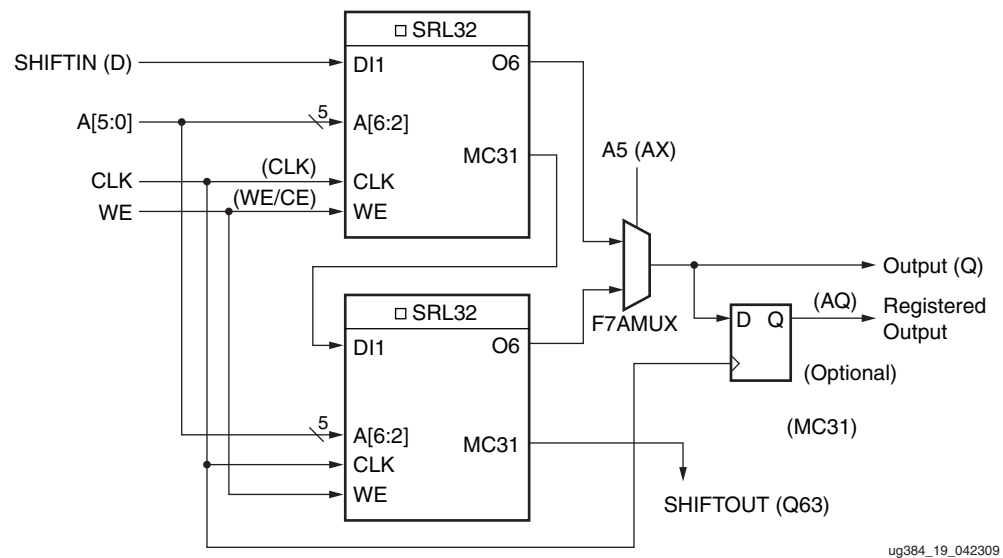 SRL32
SHIFTIN (D)
DI1
O6
A[5:0]
5
A[6:2]
MC31
A5 (AX)
CLK
(CLK)
CLK
WE
(WE/CE)
WE
Output (Q)
SRL32
F7AMUX
(AQ)
Registered
Output
D Q
DI1
O6
(Optional)
5
A[6:2]
MC31
(MC31)
CLK
WE
SHIFTOUT (Q63)
ug384_19_042309